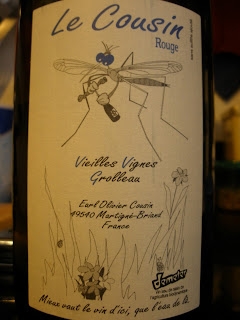 Le Cousin
Rouge
Vieilles Vignes
Grolleau
Earl Olivier Cousin
49540 Martigné-Briand
France
demeter
Mieux vaut le vin d'ici, que l'eau de là.